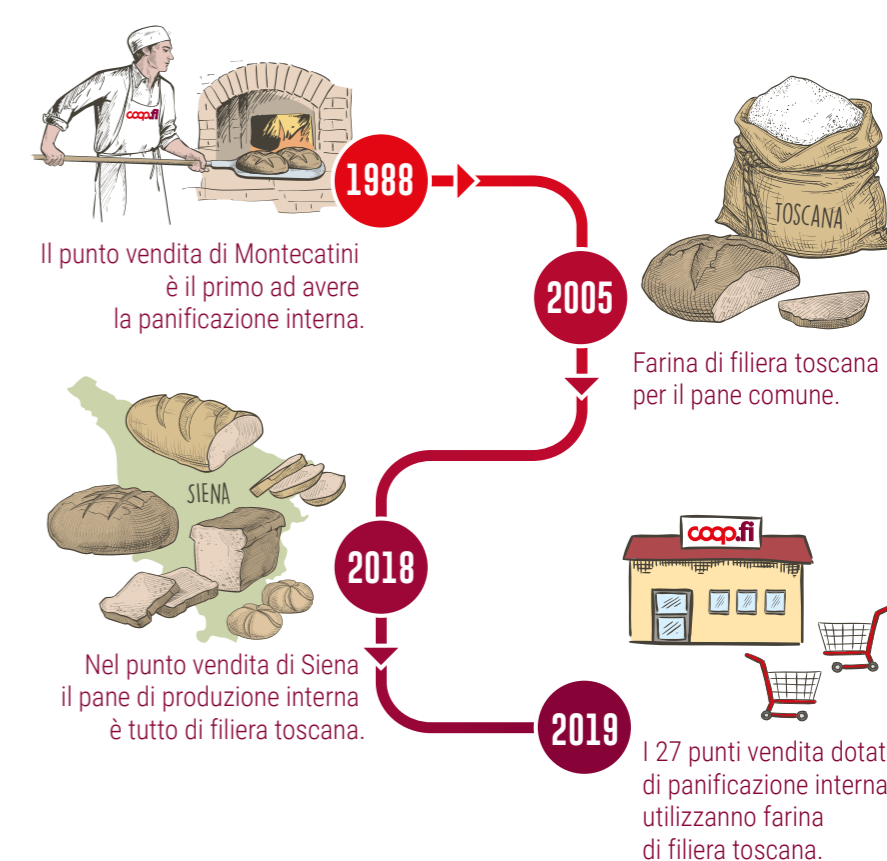 coop.fi
1988
Il punto vendita di Montecatini
è il primo ad avere
la panificazione interna.
TOSCANA
2005
Farina di filiera toscana
per il pane comune.
SIENA
2018
Nel punto vendita di Siena
il pane di produzione interna
è tutto di filiera toscana.
coop.fi
2019
I 27 punti vendita dotat
di panificazione interna
utilizzanno farina
di filiera toscana.